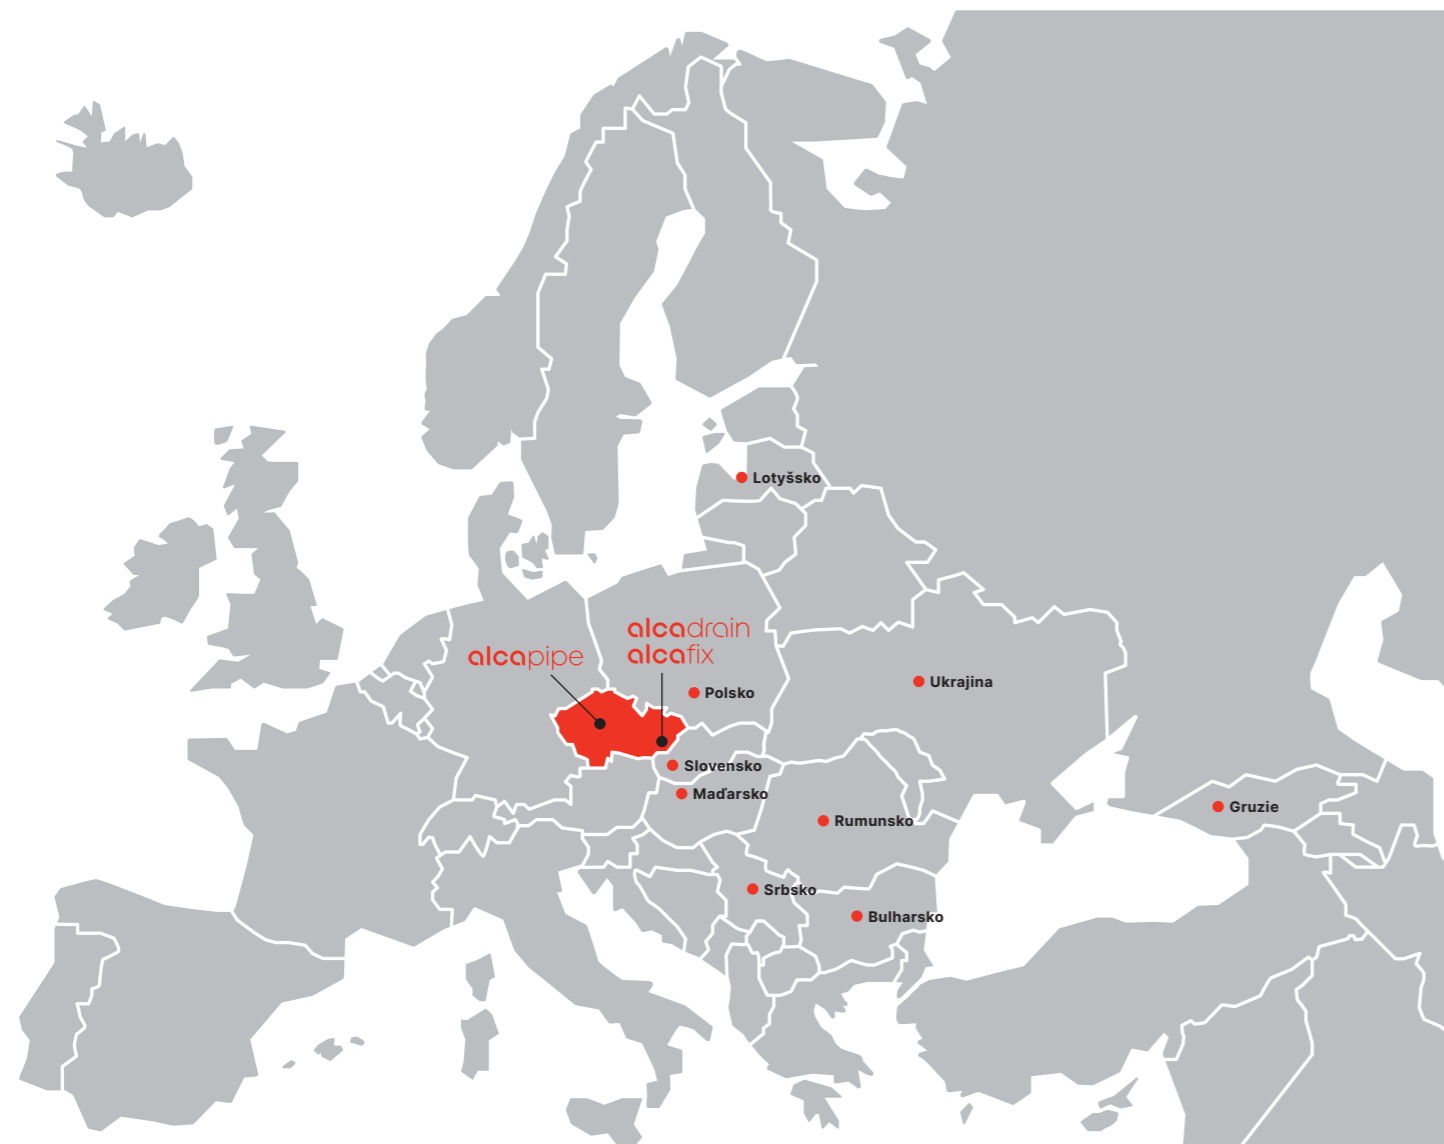 Lotyšsko
alcadrain
alcafix
alcapipe
Ukrajina
Polsko
Slovensko
Maďarsko
Gruzie
Rumunsko
Srbsko
Bulharsko